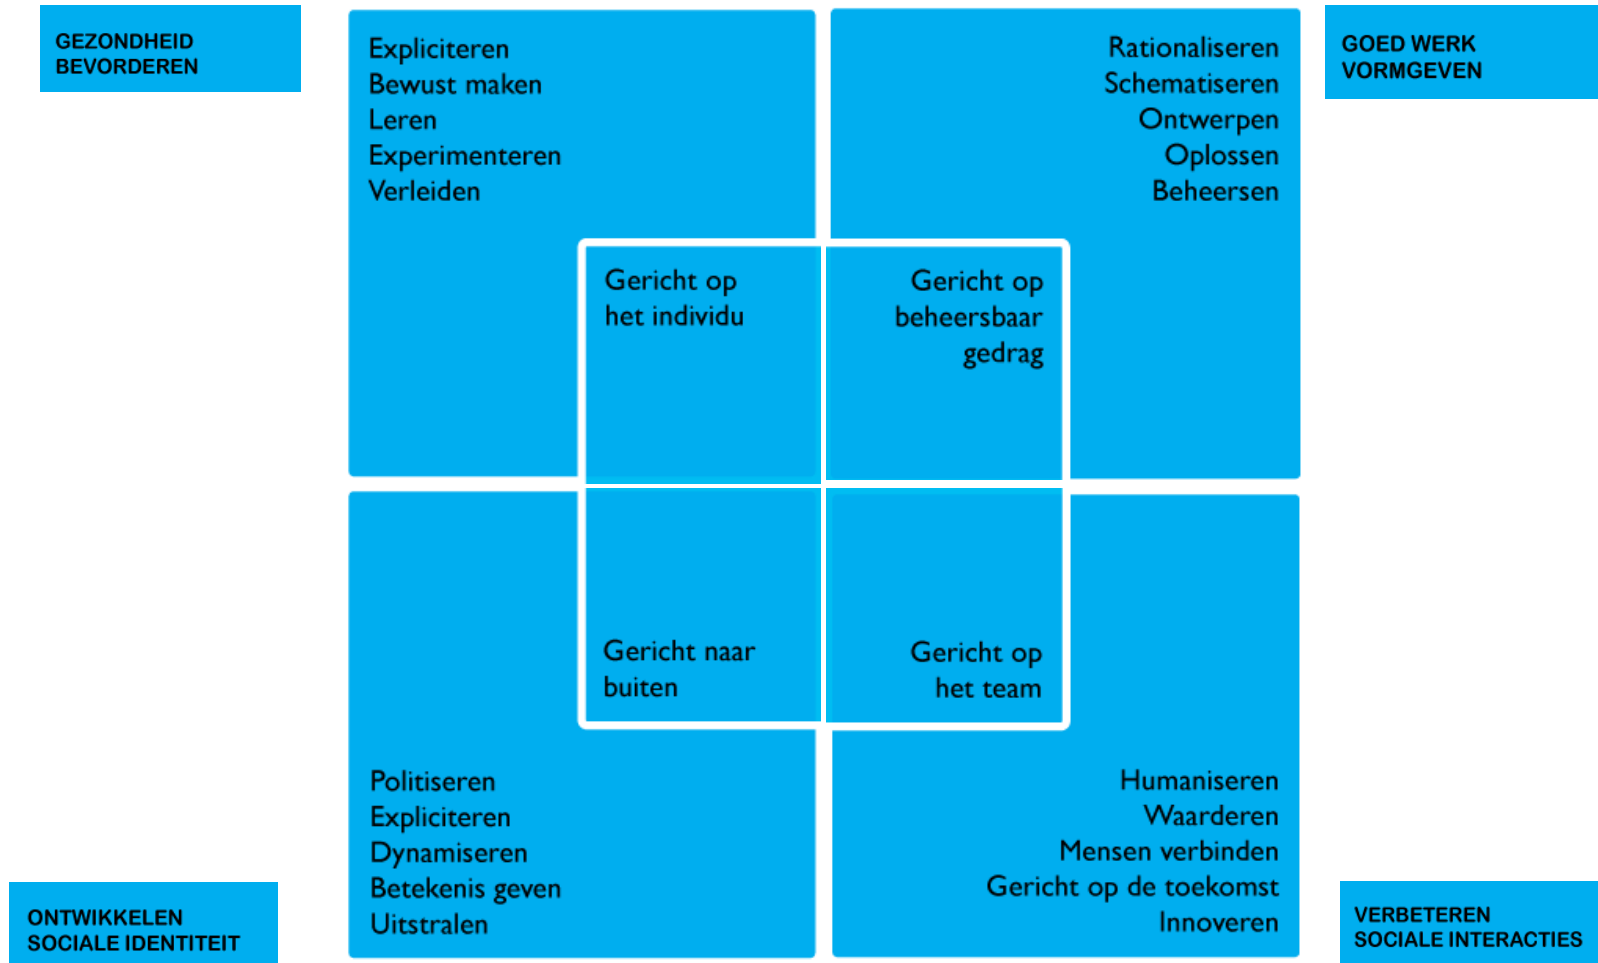 GEZONDHEID
BEVORDEREN
Expliciteren
Bewust maken
Leren
Experimenteren
Verleiden
Rationaliseren
Schematiseren
Ontwerpen
Oplossen
Beheersen
GOED WERK
VORMGEVEN
Gericht op
het individu
Gericht op
beheersbaar
gedrag
Gericht naar
buiten
Gericht op
het team
Politiseren
Expliciteren
Dynamiseren
Betekenis geven
Uitstralen
Humaniseren
Waarderen
Mensen verbinden
Gericht op de toekomst
Innoveren
ONTWIKKELEN
SOCIALE IDENTITEIT
VERBETEREN
SOCIALE INTERACTIES